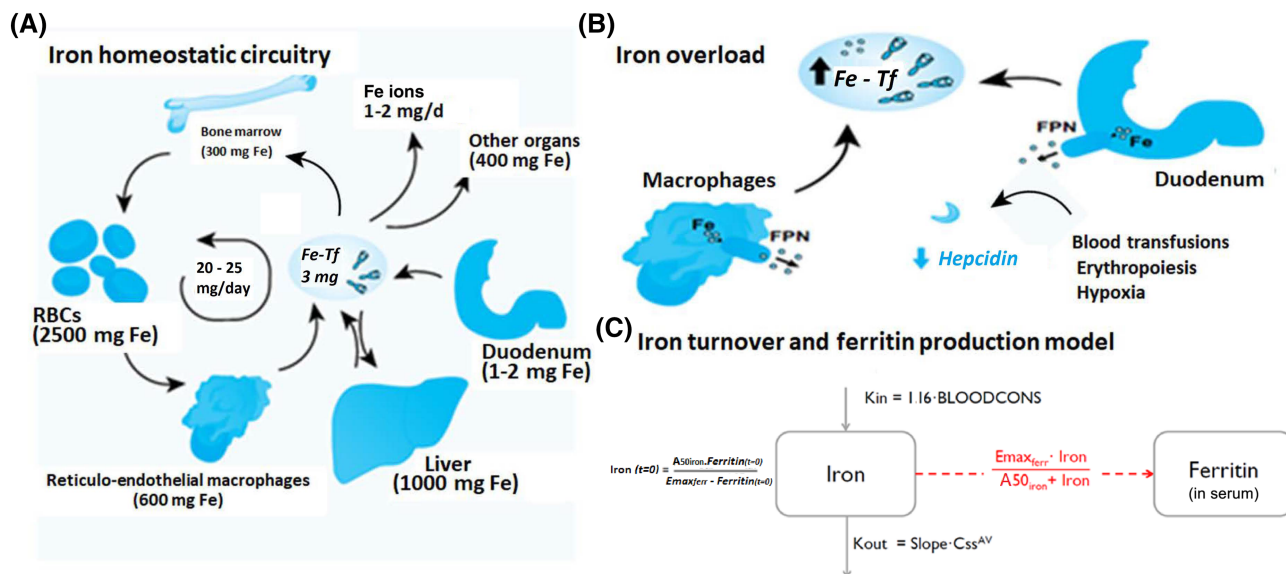 (A)
Iron homeostatic circuitry
Bone marrow
(300 mg Fe)
Fe ions
1-2 mg/d
Other organs
(400 mg Fe)
20 - 25
mg/day
Fe-Tf
3 mg
RBCs
(2500 mg Fe)
Duodenum
(1-2 mg Fe)
Reticulo-endothelial macrophages
(600 mg Fe)
Liver
(1000 mg Fe)
(B)
Iron overload
Fe - Tf
FPN
Fe
Duodenum
Macrophages
Fe
FPN
Hepcidin
Blood transfusions
Erythropoiesis
Hypoxia
(C)
Iron turnover and ferritin production model
Kin = 1.16·BLOODCONS
Iron (t=0) = A50iron.Ferritin(t=0)
Emaxferr - Ferritin(t=0)
Iron
Emaxferr · Iron
A50iron + Iron
Ferritin
(in serum)
Kout = Slope·Css^AV